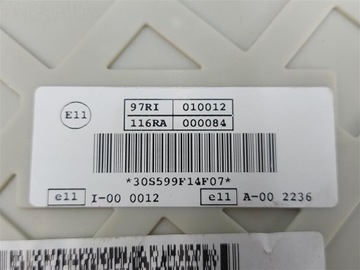 E11 97RI 010012
116RA 000084
*30S599F14F07*
e11 I-00 0012 e11 A-00 2236